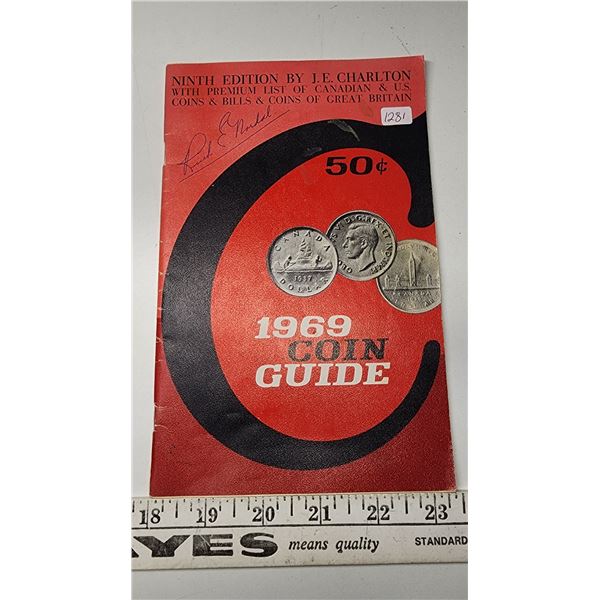 NINTH EDITION BY J.E. CHARLTON
WITH PREMIUM LIST OF CANADIAN & U.S.
COINS & BILLS & COINS OF GREAT BRITAIN
1281
50¢
CANADA
1937
DOLLAR
1969
COIN
GUIDE
18 19 20 21 22 23
AYES means quality STANDARD